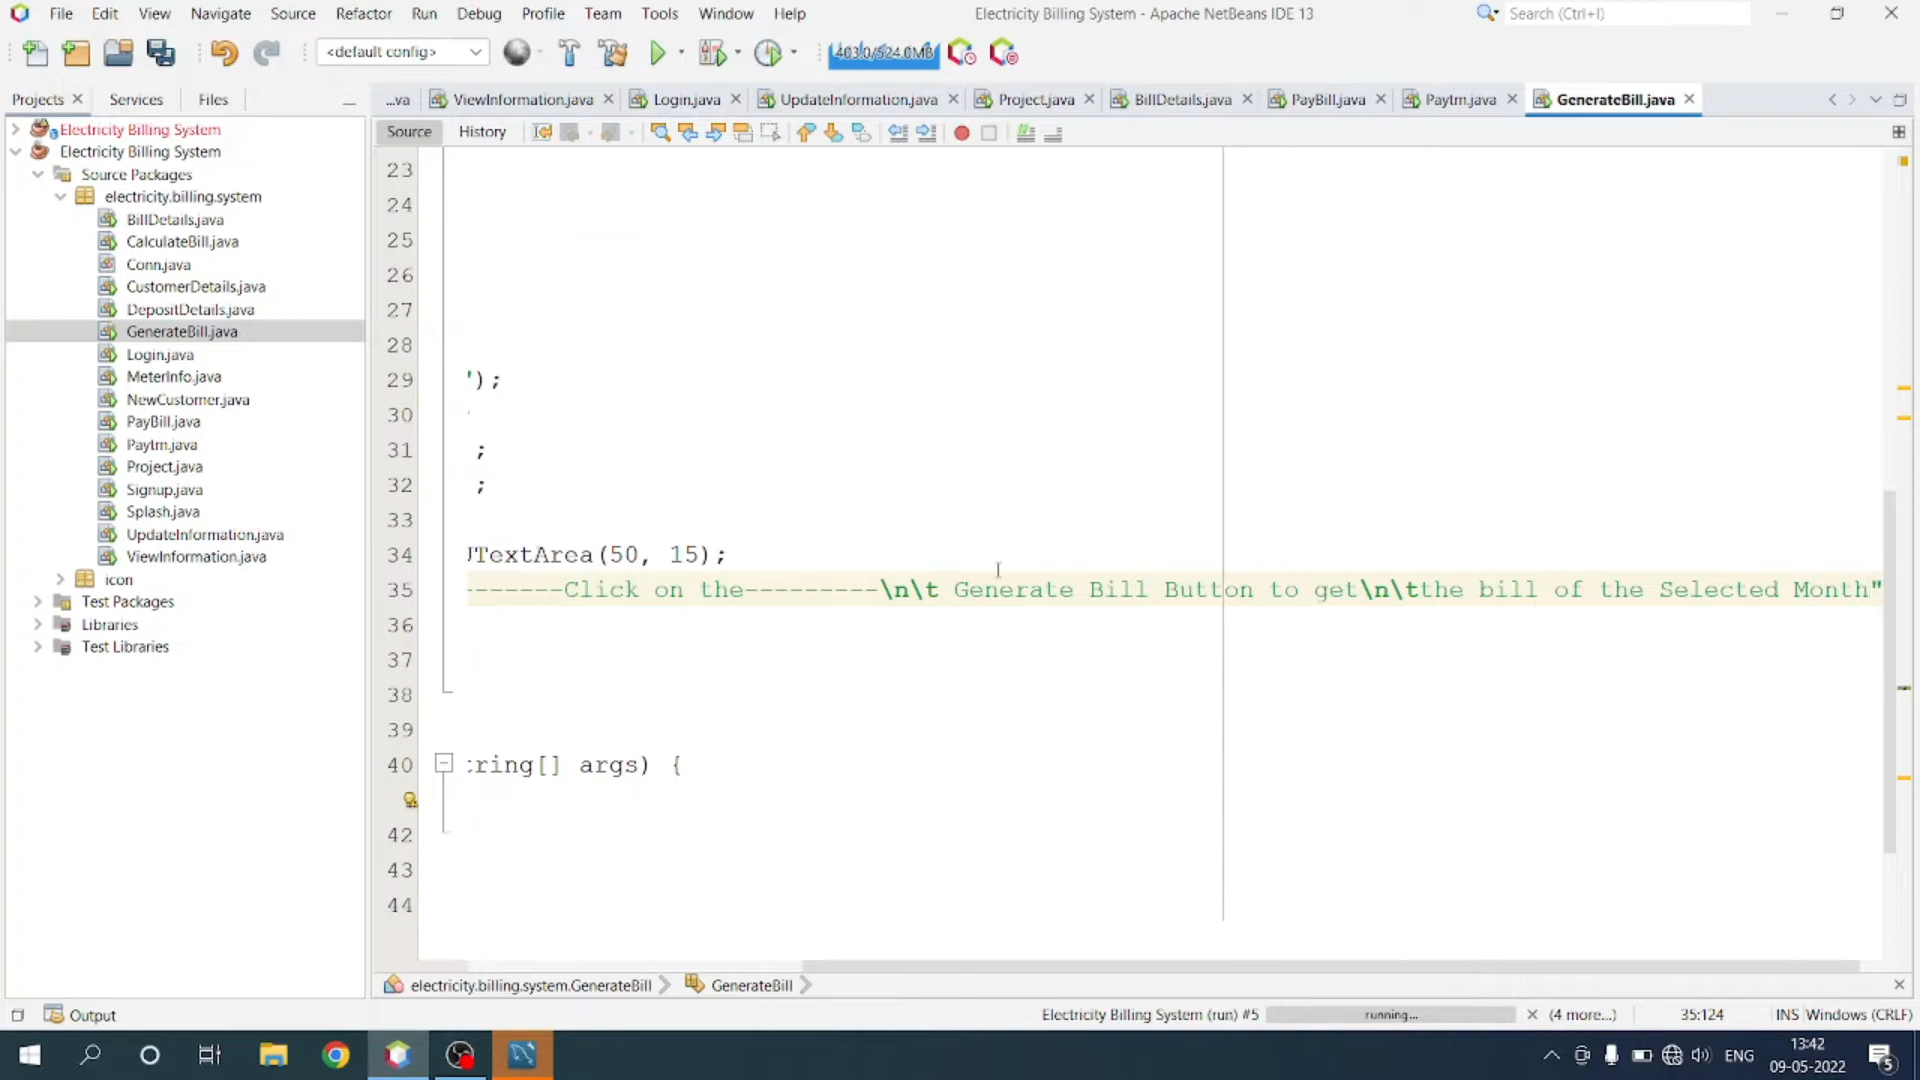 File Edit View Navigate Source Refactor Run Debug Profile Team Tools Window Help
Electricity Billing System - Apache NetBeans IDE 13
Search (Ctrl+I)
<default config>
403.0/524.0MB
Projects
Services
Files
...va
ViewInformation.java
Login.java
UpdateInformation.java
Project.java
BillDetails.java
PayBill.java
Paytm.java
GenerateBill.java
Source
History
Electricity Billing System
Electricity Billing System
Source Packages
electricity.billing.system
BillDetails.java
CalculateBill.java
Conn.java
CustomerDetails.java
DepositDetails.java
GenerateBill.java
Login.java
MeterInfo.java
NewCustomer.java
PayBill.java
Paytm.java
Project.java
Signup.java
Splash.java
UpdateInformation.java
ViewInformation.java
icon
Test Packages
Libraries
Test Libraries
23
24
25
26
27
28
29 ");
30
31 ;
32 ;
33
34 JTextArea(50, 15);
35 -------Click on the---------\n\t Generate Bill Button to get\n\tthe bill of the Selected Month"
36
37
38
39
40 tring[] args) {
42
43
44
electricity.billing.system.GenerateBill
GenerateBill
Output
Electricity Billing System (run) #5
running...
(4 more...)
35:124
INS
Windows (CRLF)
ENG
13:42
09-05-2022
5